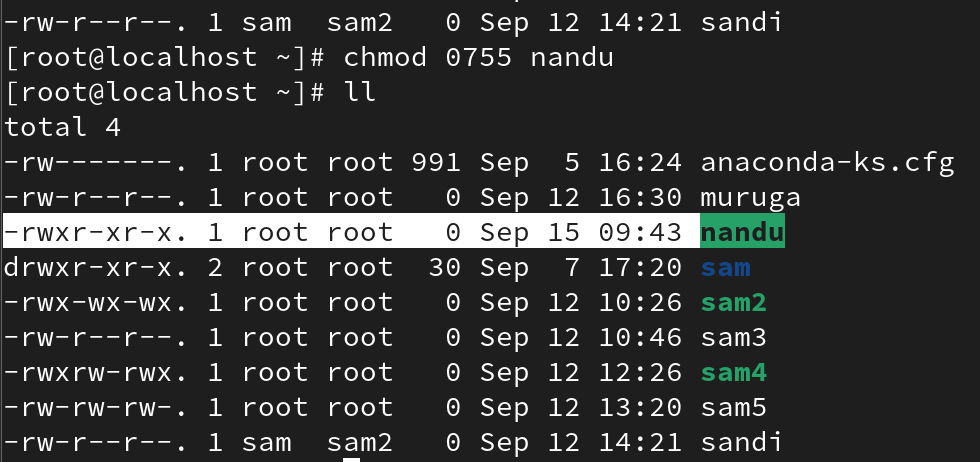 -rw-r--r--. 1 sam  sam2   0 Sep 12 14:21 sandi
[root@localhost ~]# chmod 0755 nandu
[root@localhost ~]# ll
total 4
-rw-------. 1 root root 991 Sep  5 16:24 anaconda-ks.cfg
-rw-r--r--. 1 root root   0 Sep 12 16:30 muruga
-rwxr-xr-x. 1 root root   0 Sep 15 09:43 nandu
drwxr-xr-x. 2 root root  30 Sep  7 17:20 sam
-rwx-wx-wx. 1 root root   0 Sep 12 10:26 sam2
-rw-r--r--. 1 root root   0 Sep 12 10:46 sam3
-rwxrw-rwx. 1 root root   0 Sep 12 12:26 sam4
-rw-rw-rw-. 1 root root   0 Sep 12 13:20 sam5
-rw-r--r--. 1 sam  sam2   0 Sep 12 14:21 sandi